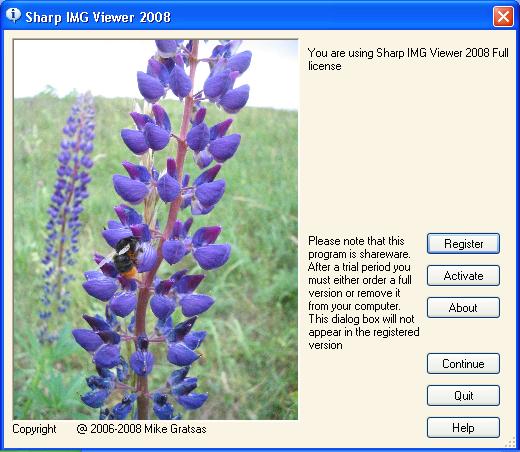 Sharp IMG Viewer 2008
You are using Sharp IMG Viewer 2008 Full
license
Please note that this
program is shareware.
After a trial period you
must either order a full
version or remove it
from your computer.
This dialog box will not
appear in the registered
version
Register
Activate
About
Continue
Quit
Help
Copyright @ 2006-2008 Mike Gratsas